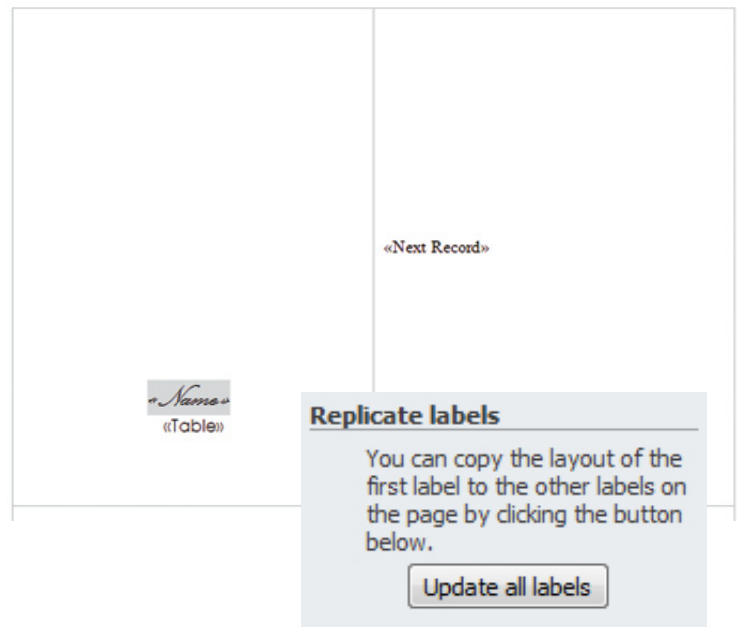 «Next Record»
«Name»
«Table»
Replicate labels
You can copy the layout of the
first label to the other labels on
the page by clicking the button
below.
Update all labels